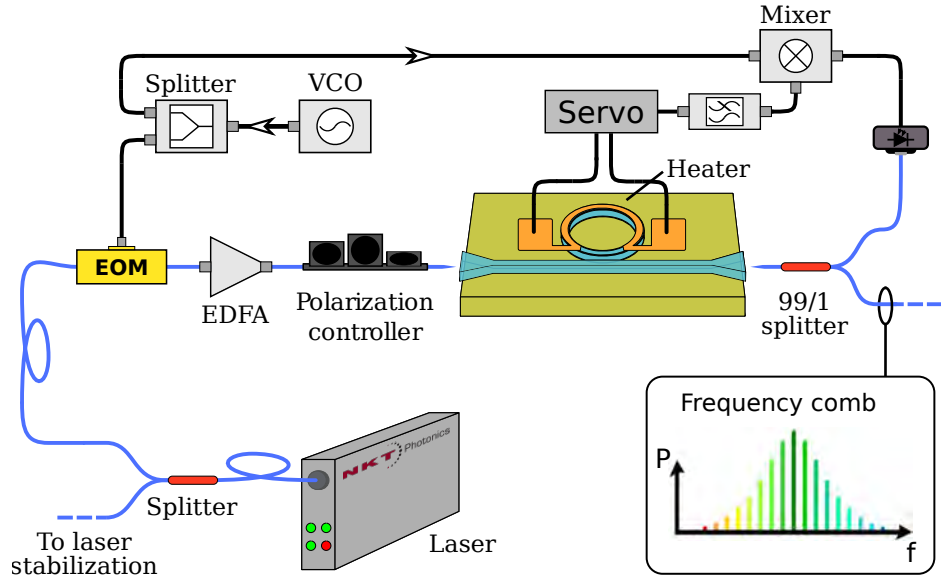 Mixer
Splitter
VCO
Servo
Heater
EOM
EDFA
Polarization
controller
99/1
splitter
Frequency comb
P
f
NKT Photonics
Splitter
Laser
To laser
stabilization